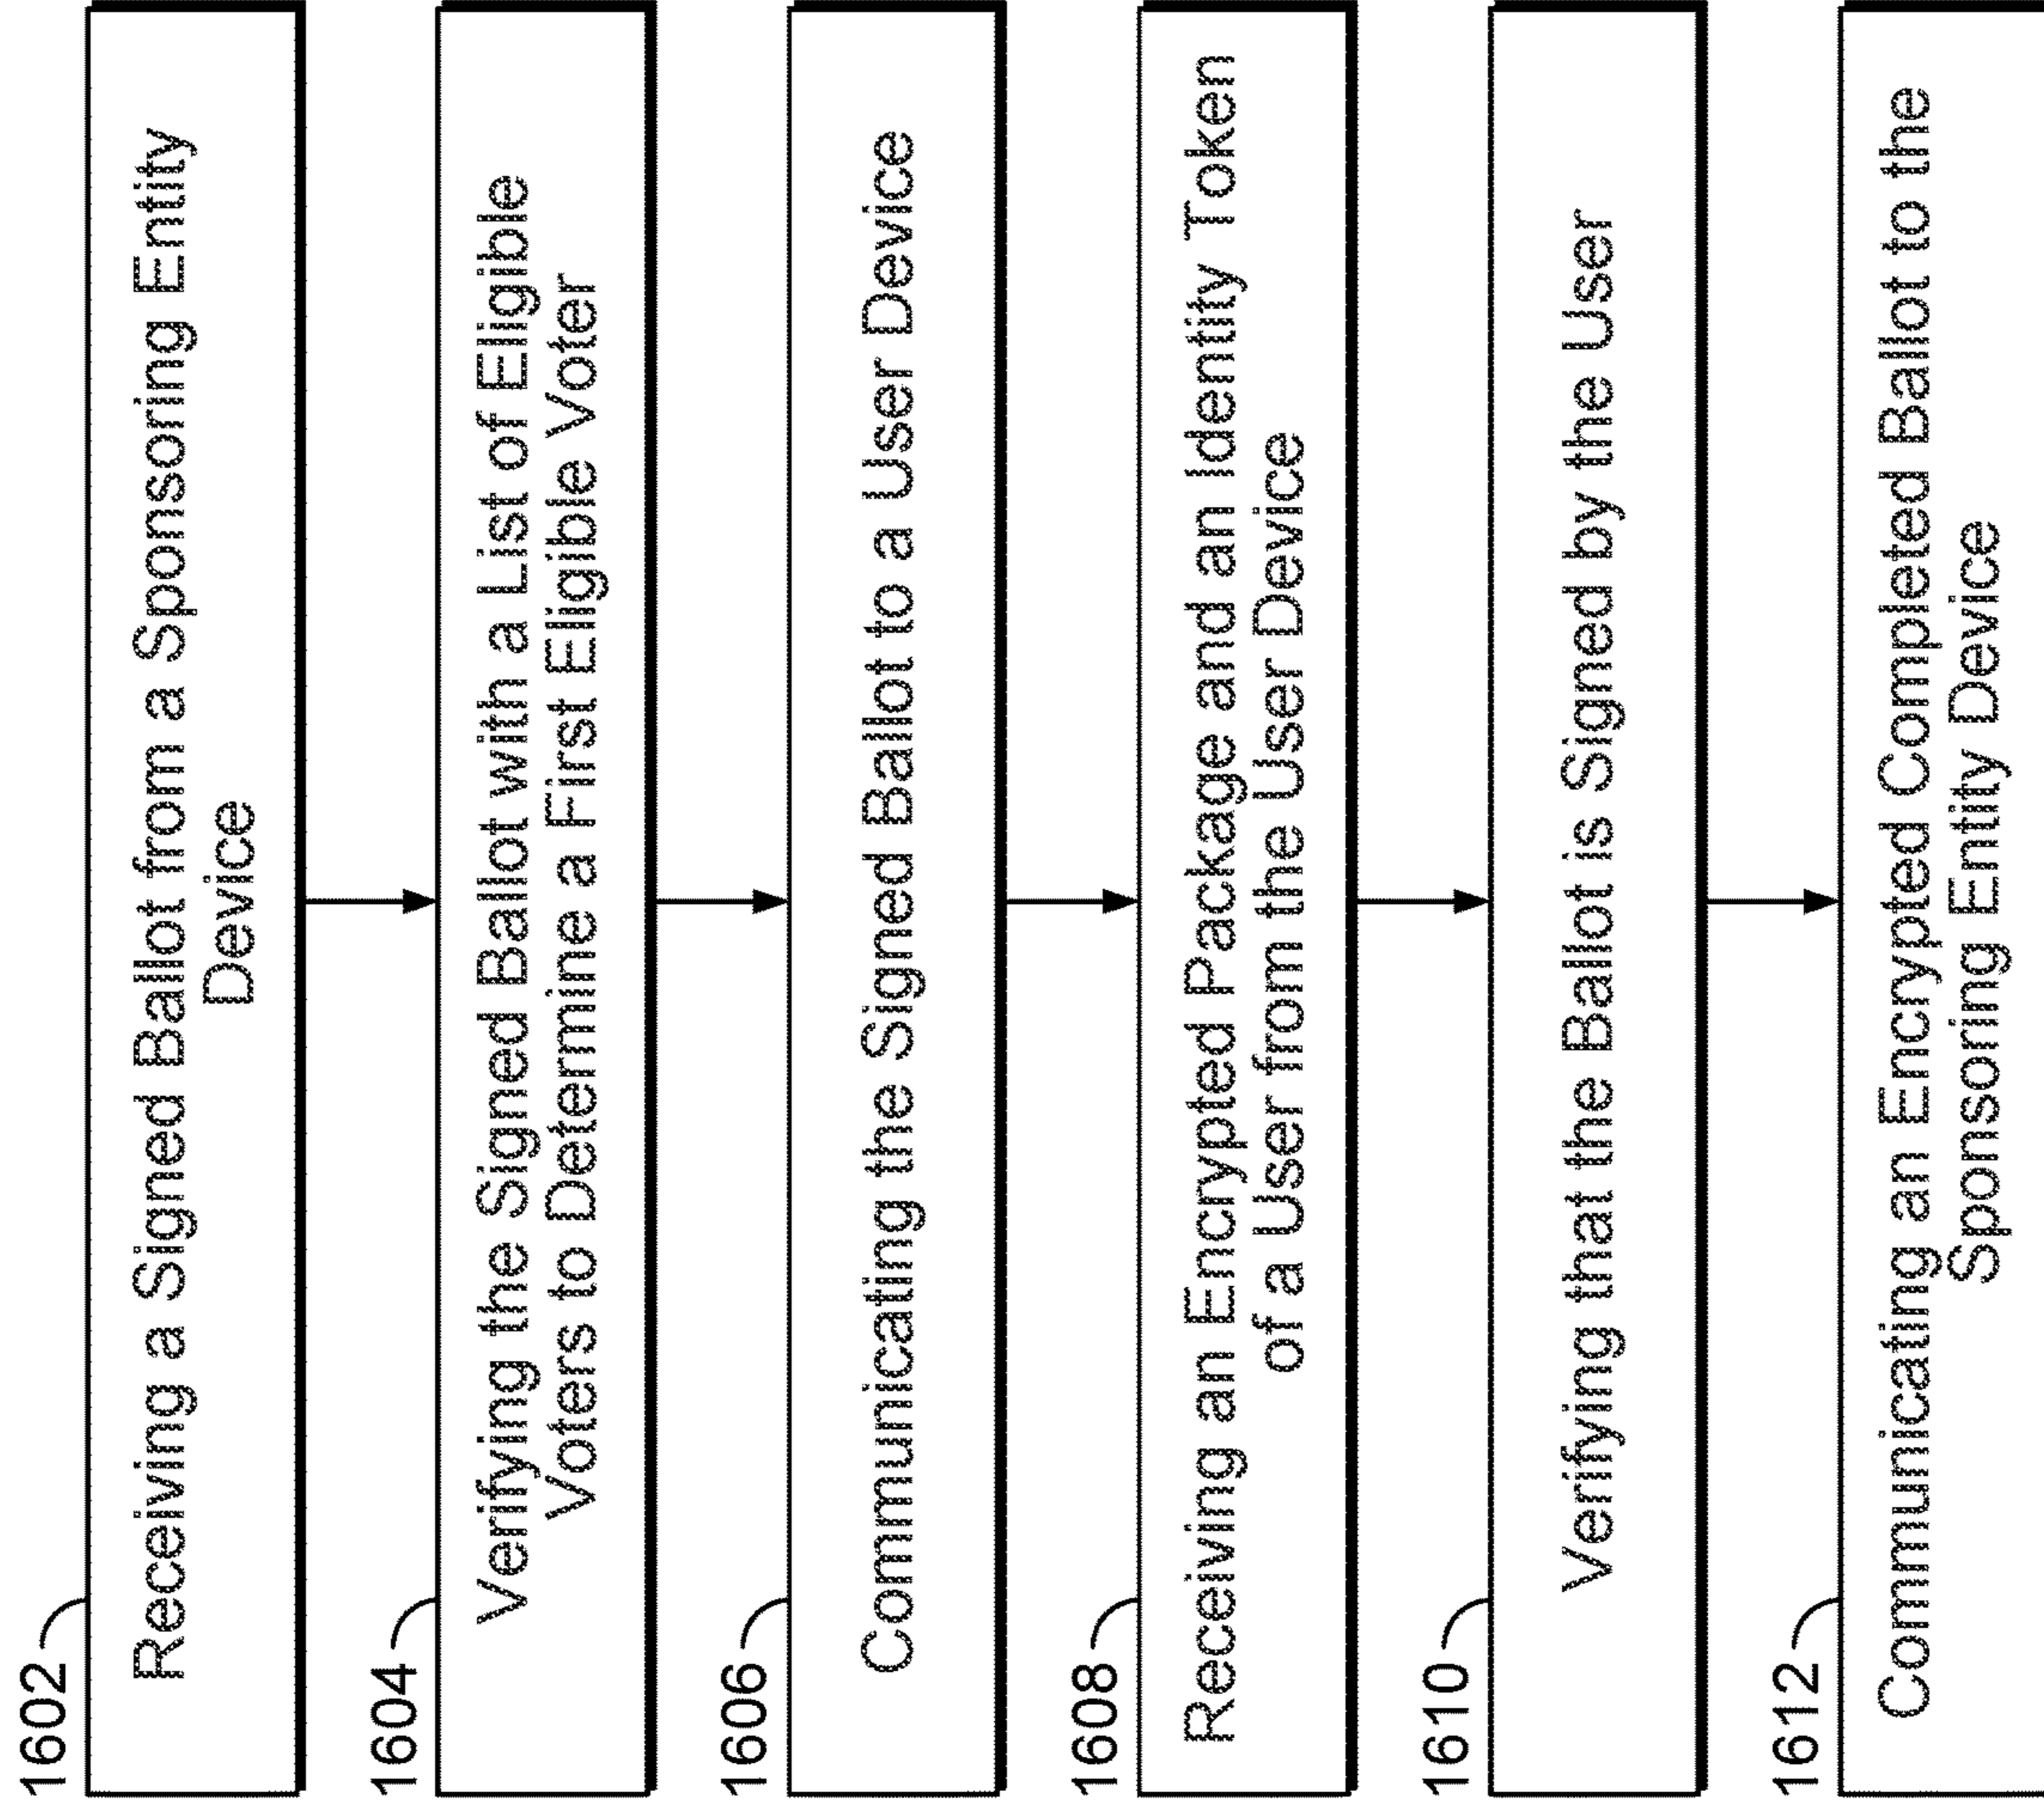 1602
Receiving a Signed Ballot from a Sponsoring Entity
Device
1604
Verifying the Signed Ballot with a List of Eligible
Voters to Determine a First Eligible Voter
1606
Communicating the Signed Ballot to a User Device
1608
Receiving an Encrypted Package and an Identity Token
of a User from the User Device
1610
Verifying that the Ballot is Signed by the User
1612
Communicating an Encrypted Completed Ballot to the
Sponsoring Entity Device